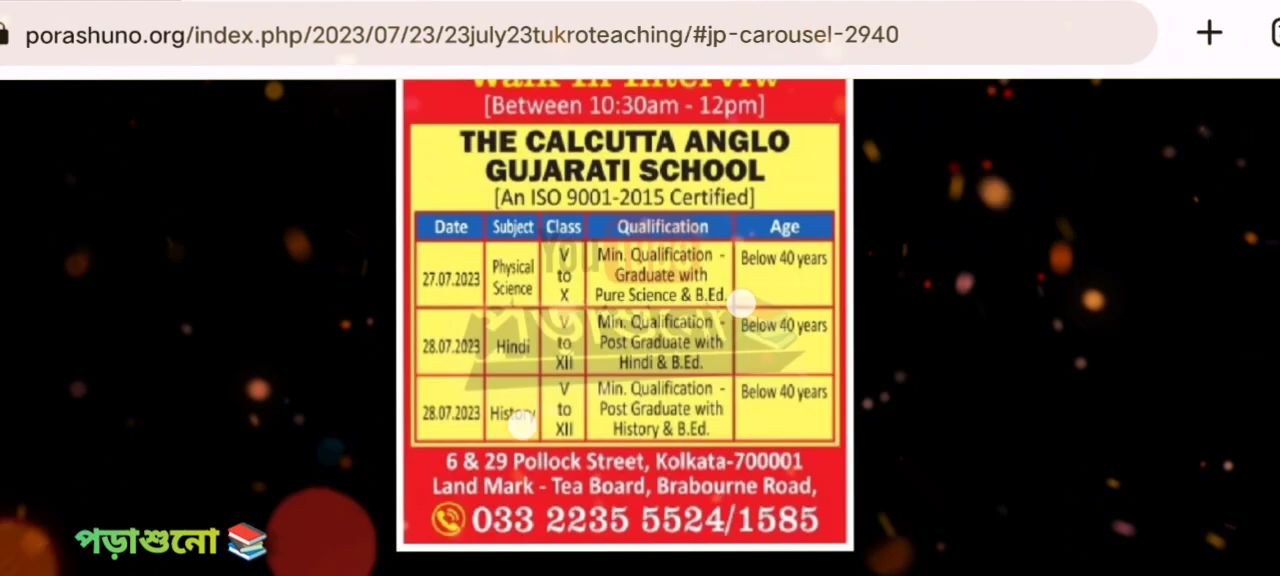 porashuno.org/index.php/2023/07/23/23july23tukroteaching/#jp-carousel-2940
Walk In Interviw
[Between 10:30am - 12pm]
THE CALCUTTA ANGLO
GUJARATI SCHOOL
[An ISO 9001-2015 Certified]
Date Subject Class Qualification Age
27.07.2023 Physical Science V to X Min. Qualification - Graduate with Pure Science & B.Ed. Below 40 years
28.07.2023 Hindi V to XII Min. Qualification - Post Graduate with Hindi & B.Ed. Below 40 years
28.07.2023 History V to XII Min. Qualification - Post Graduate with History & B.Ed. Below 40 years
6 & 29 Pollock Street, Kolkata-700001
Land Mark - Tea Board, Brabourne Road,
033 2235 5524/1585
পড়াশুনো